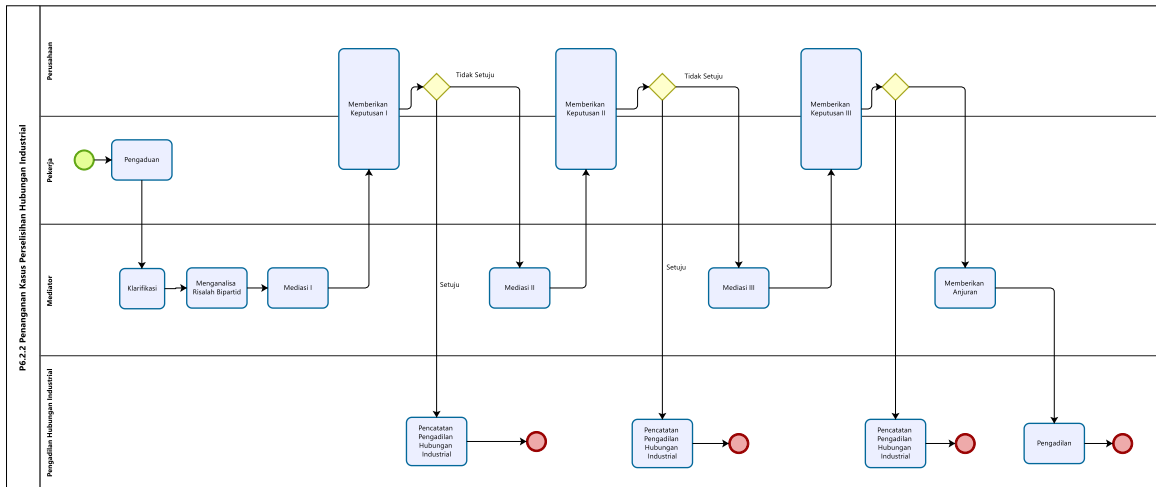 P6.2.2 Penanganan Kasus Perselisihan Hubungan Industrial
Perusahaan
Memberikan
Keputusan I
Tidak Setuju
Memberikan
Keputusan II
Tidak Setuju
Memberikan
Keputusan III
Pekerja
Pengaduan
Mediator
Klarifikasi
Menganalisa
Risalah Bipartid
Mediasi I
Setuju
Mediasi II
Setuju
Mediasi III
Memberikan
Anjuran
Pengadilan Hubungan Industrial
Pencatatan
Pengadilan
Hubungan
Industrial
Pencatatan
Pengadilan
Hubungan
Industrial
Pencatatan
Pengadilan
Hubungan
Industrial
Pengadilan